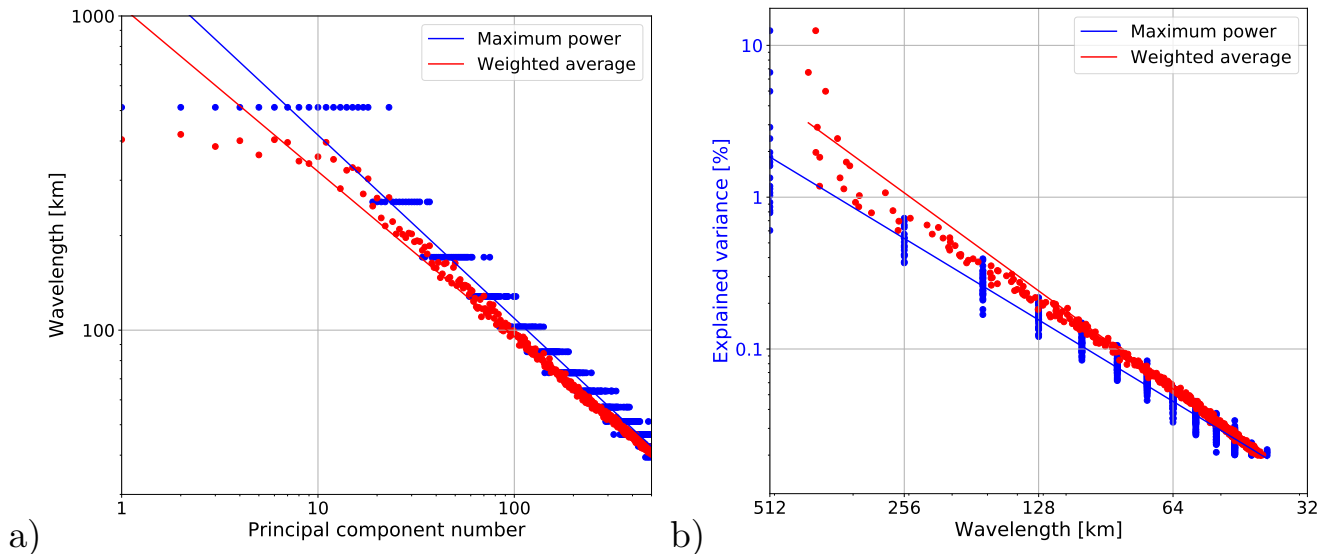 1000
100
Wavelength [km]
Maximum power
Weighted average
1
10
100
Principal component number
a)
10
1
0.1
Explained variance [%]
Maximum power
Weighted average
512
256
128
64
32
Wavelength [km]
b)